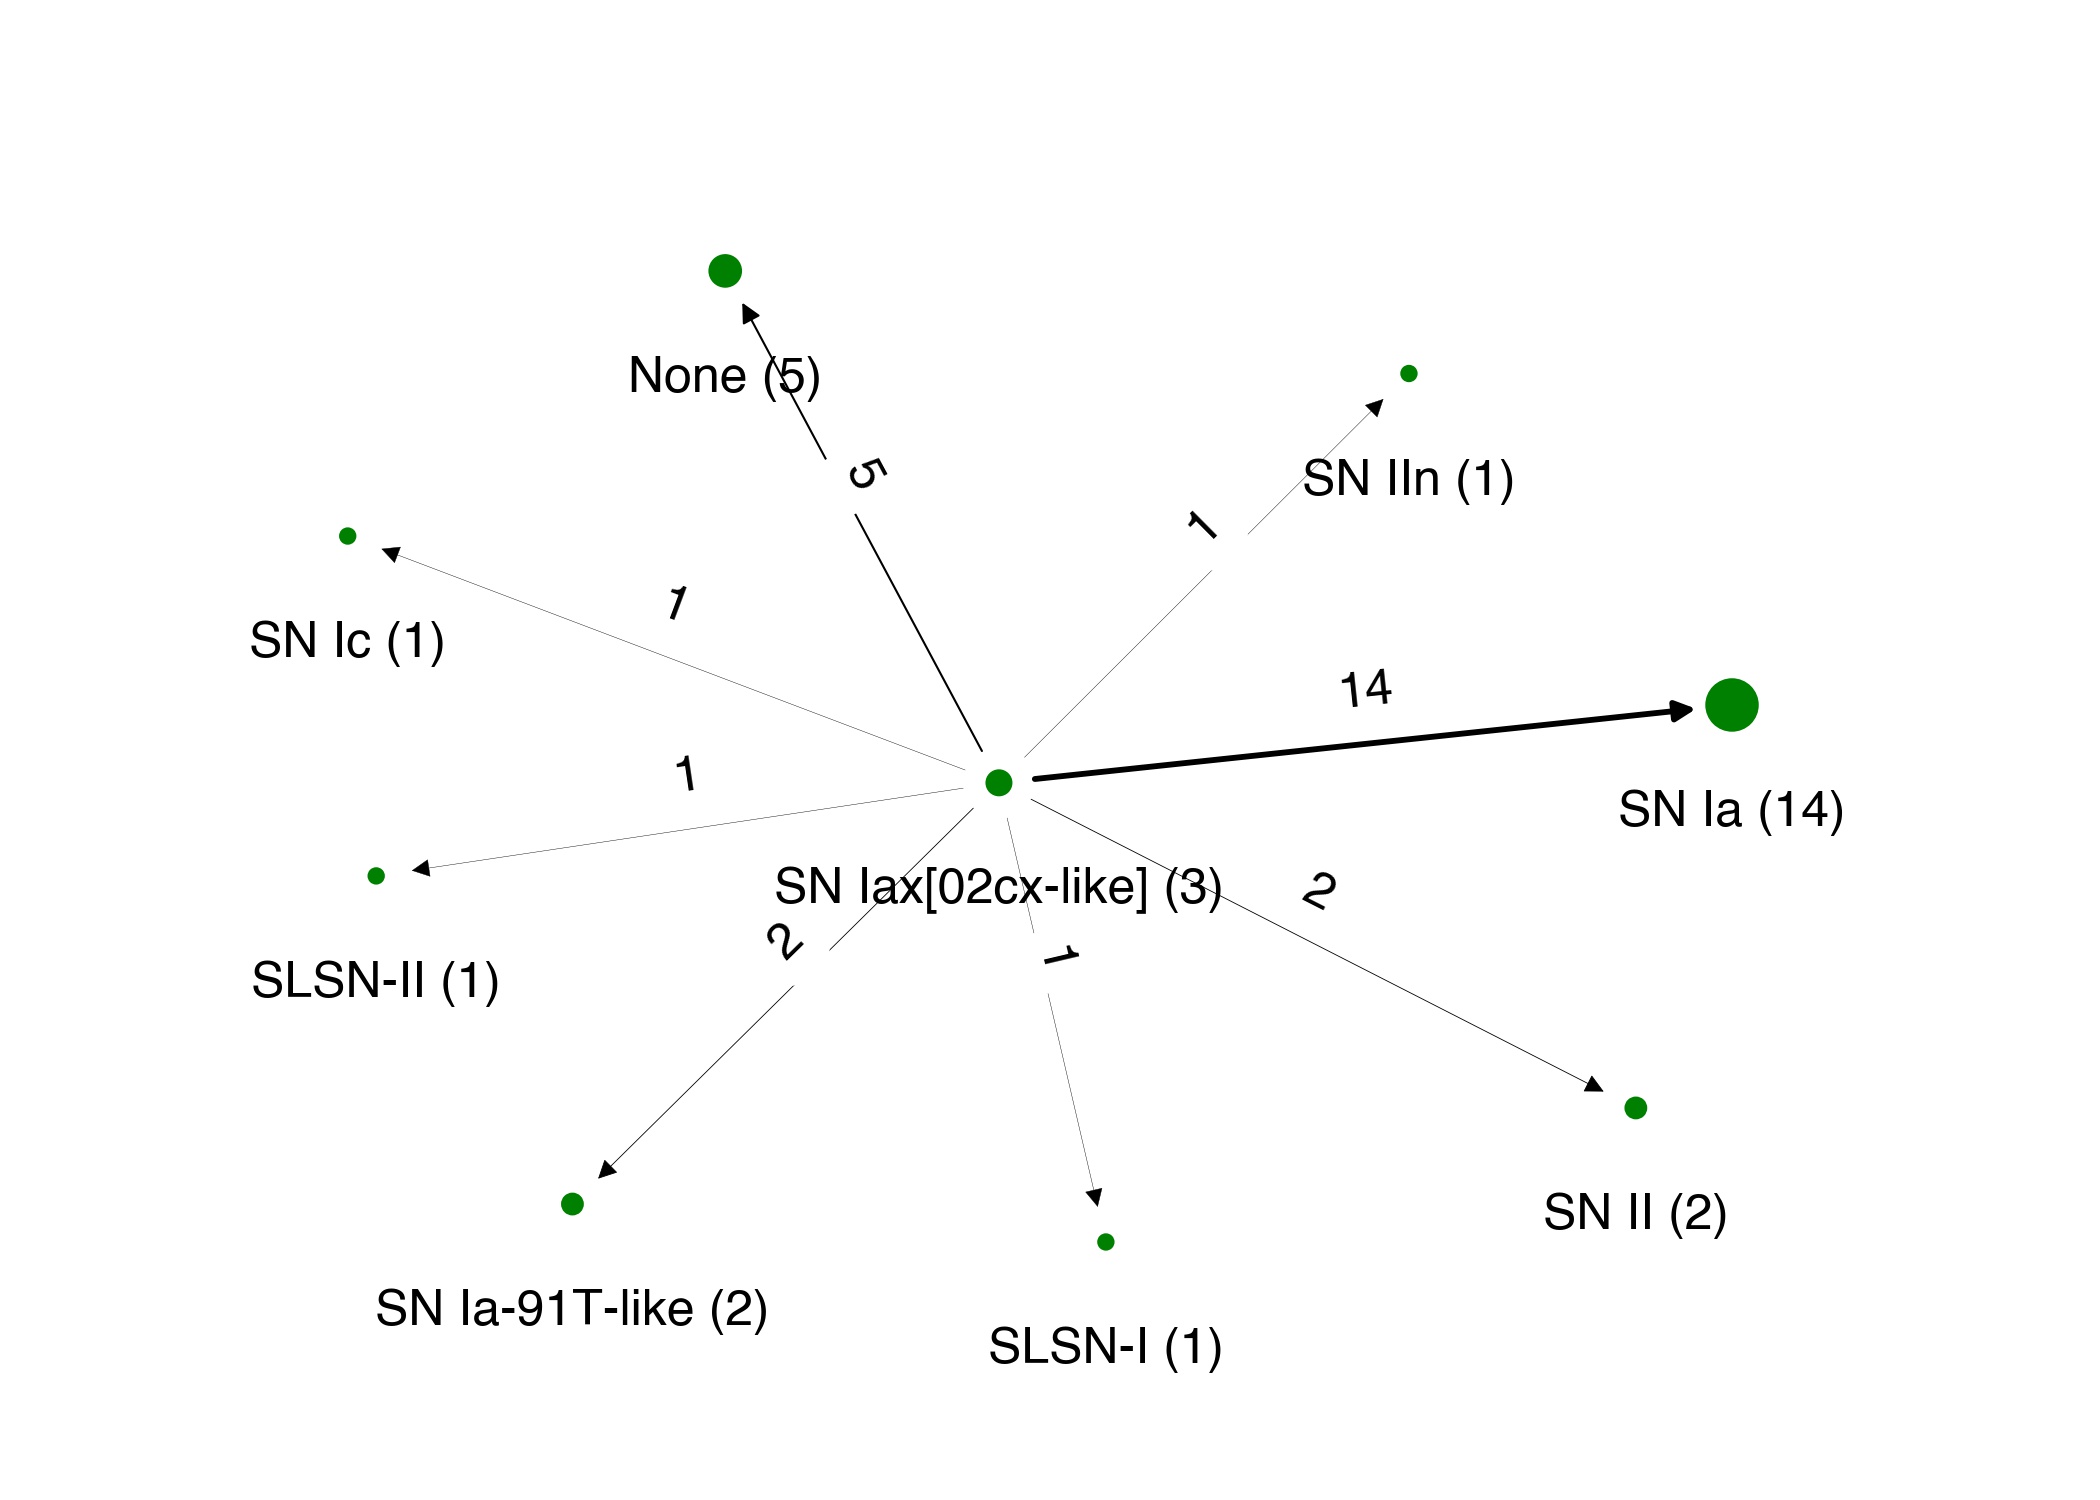 None (5)
5
SN IIn (1)
1
1
SN Ic (1)
14
1
SN Ia (14)
SN Iax[02cx-like] (3)
2
2
1
SLSN-II (1)
SN II (2)
SN Ia-91T-like (2)
SLSN-I (1)